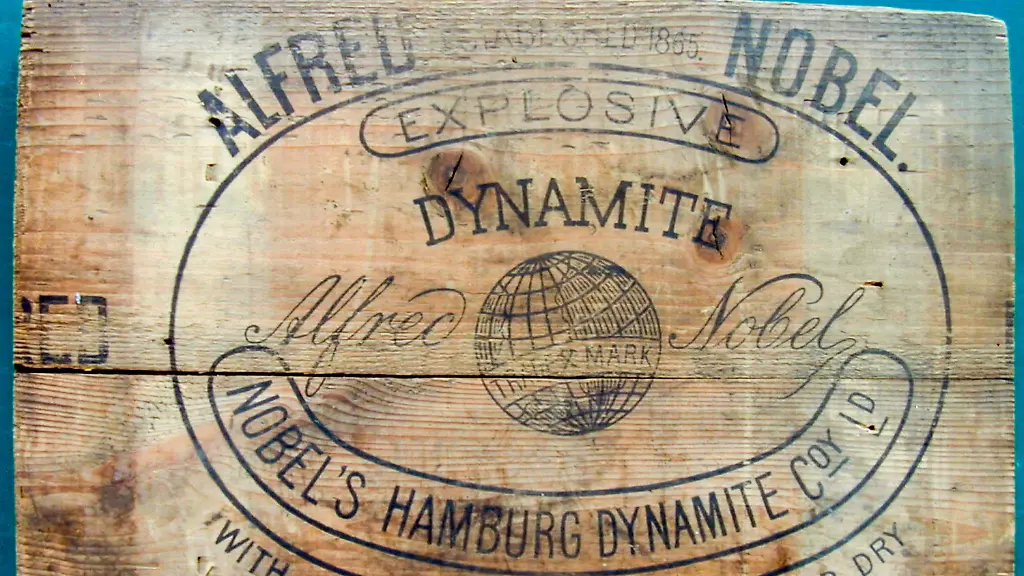 ALFRED ESTABLISHED 1865. NOBEL.
EXPLOSIVE
DYNAMITE
Alfred Nobel
TRADE MARK
NOBEL'S HAMBURG DYNAMITE COY LD
WITH
DRY